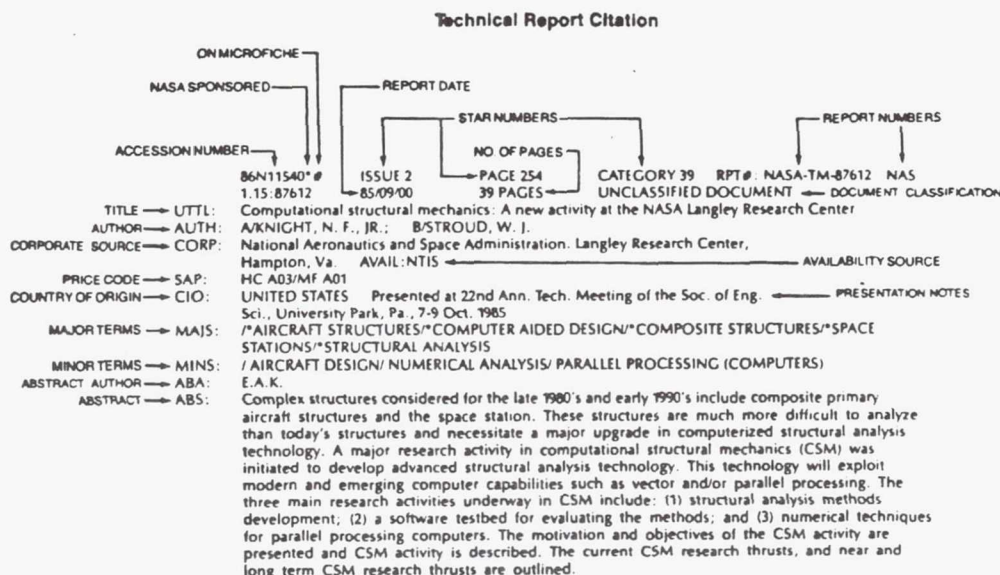 Technical Report Citation
ON MICROFICHE
NASA SPONSORED
REPORT DATE
STAR NUMBERS
REPORT NUMBERS
ACCESSION NUMBER
NO. OF PAGES
86N11540*# ISSUE 2 PAGE 254 CATEGORY 39 RPT#: NASA-TM-87612 NAS
1.15:87612 85/09/00 39 PAGES UNCLASSIFIED DOCUMENT DOCUMENT CLASSIFICATION
TITLE UTTL: Computational structural mechanics: A new activity at the NASA Langley Research Center
AUTHOR AUTH: A/KNIGHT, N. F., JR.; B/STROUD, W. J.
CORPORATE SOURCE CORP: National Aeronautics and Space Administration. Langley Research Center,
Hampton, Va. AVAIL:NTIS AVAILABILITY SOURCE
PRICE CODE SAP: HC A03/MF A01
COUNTRY OF ORIGIN CIO: UNITED STATES Presented at 22nd Ann. Tech. Meeting of the Soc. of Eng. PRESENTATION NOTES
Sci., University Park, Pa., 7-9 Oct. 1985
MAJOR TERMS MAJS: /*AIRCRAFT STRUCTURES/*COMPUTER AIDED DESIGN/*COMPOSITE STRUCTURES/*SPACE
STATIONS/*STRUCTURAL ANALYSIS
MINOR TERMS MINS: / AIRCRAFT DESIGN/ NUMERICAL ANALYSIS/ PARALLEL PROCESSING (COMPUTERS)
ABSTRACT AUTHOR ABA: E.A.K.
ABSTRACT ABS: Complex structures considered for the late 1980's and early 1990's include composite primary
aircraft structures and the space station. These structures are much more difficult to analyze
than today's structures and necessitate a major upgrade in computerized structural analysis
technology. A major research activity in computational structural mechanics (CSM) was
initiated to develop advanced structural analysis technology. This technology will exploit
modern and emerging computer capabilities such as vector and/or parallel processing. The
three main research activities underway in CSM include: (1) structural analysis methods
development; (2) a software testbed for evaluating the methods; and (3) numerical techniques
for parallel processing computers. The motivation and objectives of the CSM activity are
presented and CSM activity is described. The current CSM research thrusts, and near and
long term CSM research thrusts are outlined.